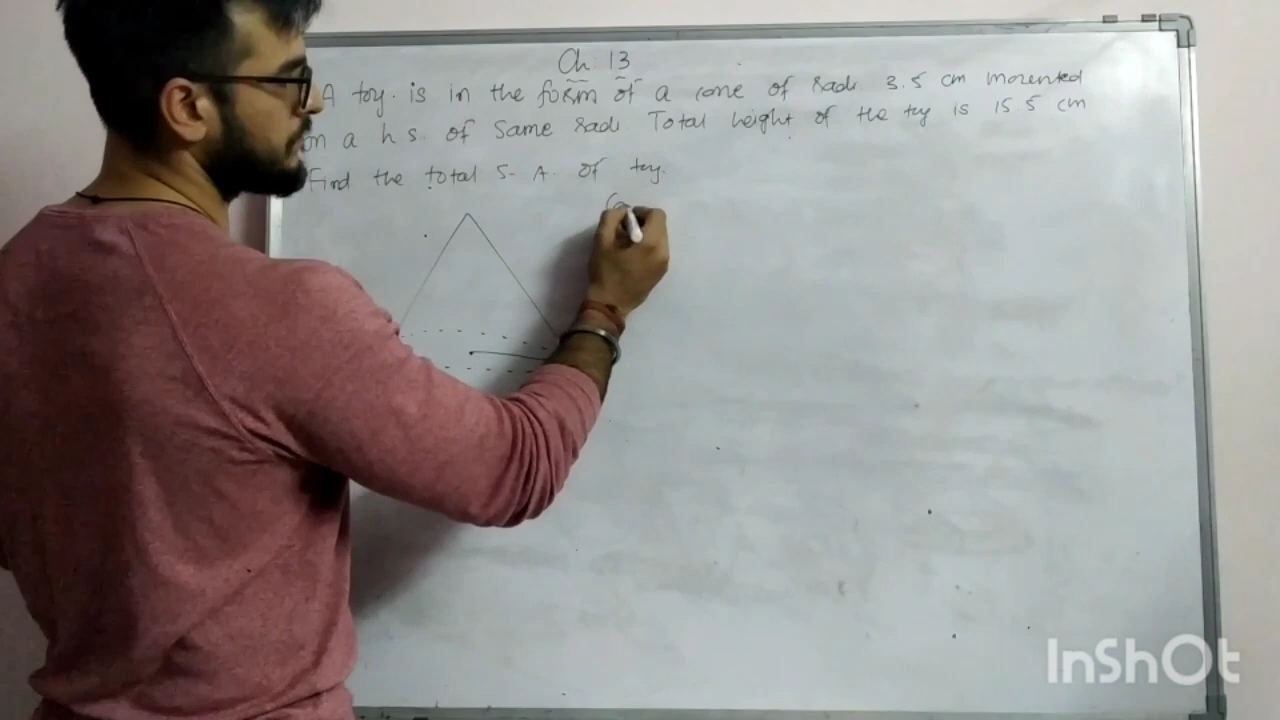 Ch: 13
A toy. is in the form of a cone of radi 3.5 cm mounted
on a h s. of Same radi Total height of the toy is 15.5 cm
Find the total S. A. of toy.
InShOt